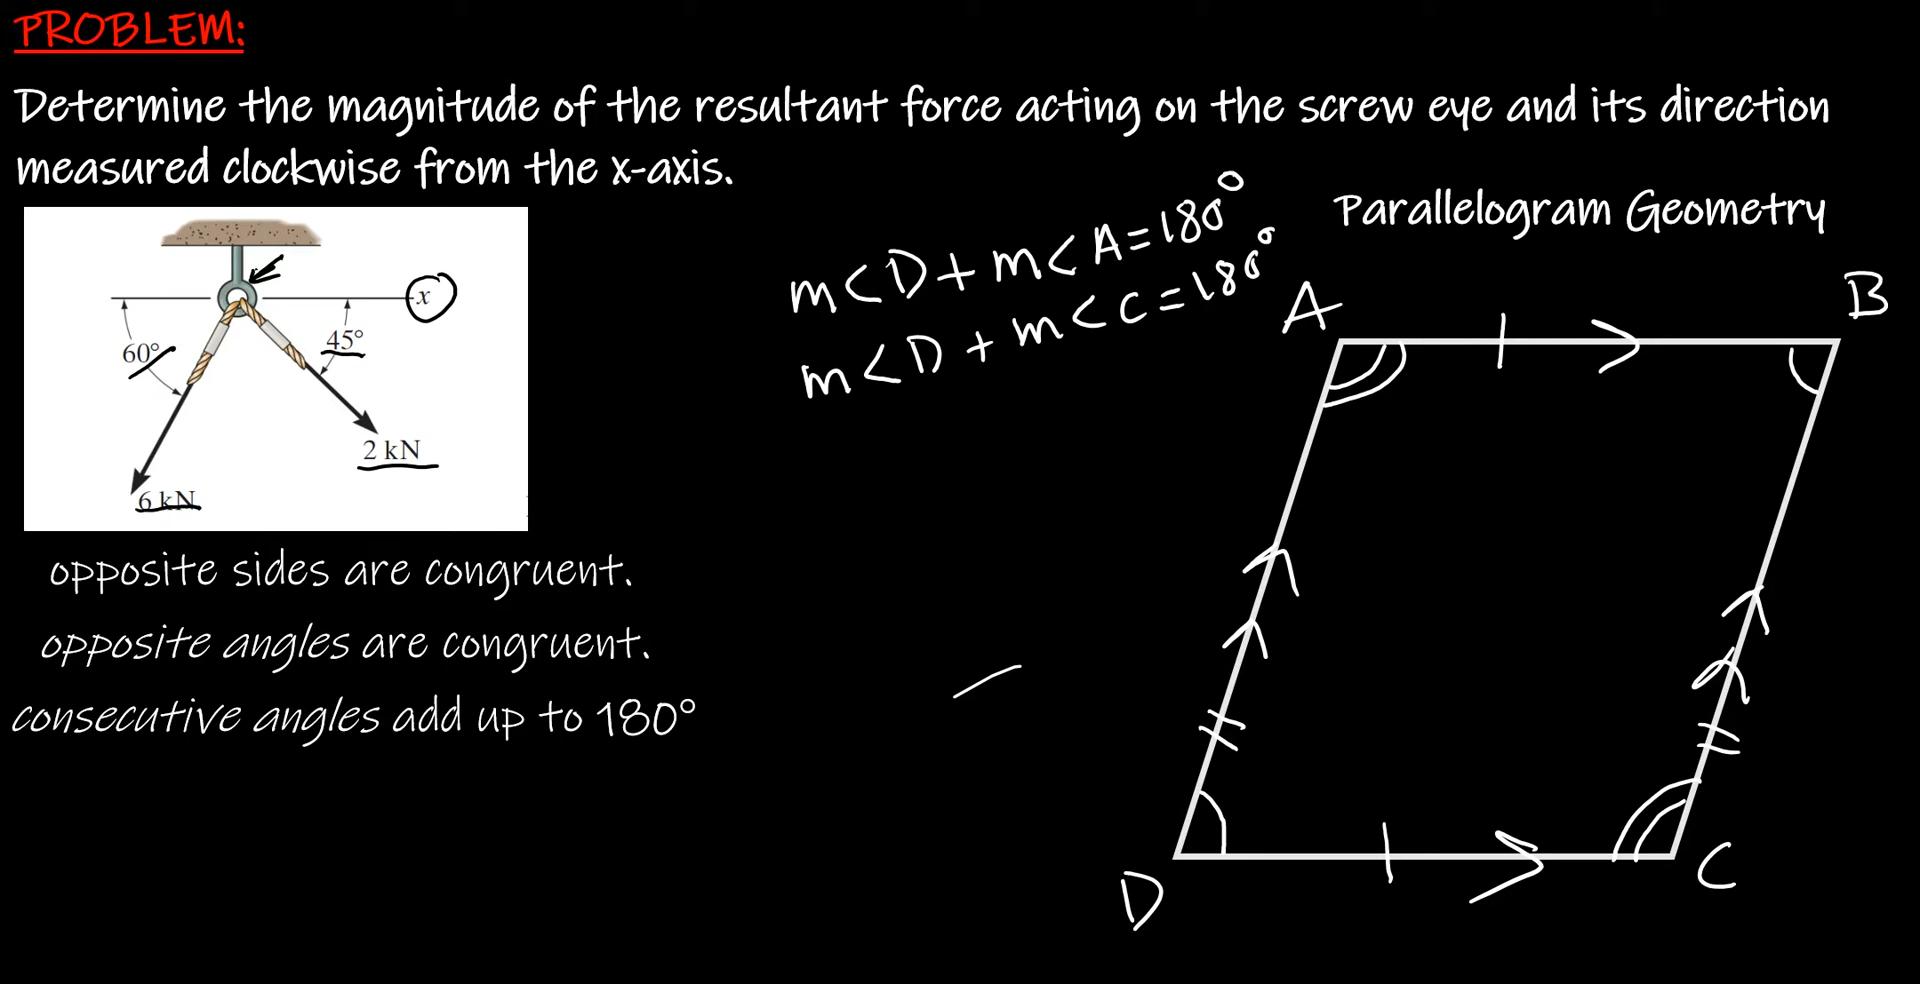 PROBLEM:
Determine the magnitude of the resultant force acting on the screw eye and its direction
measured clockwise from the x-axis.
x
60°
45°
2 kN
6 kN
opposite sides are congruent.
opposite angles are congruent.
consecutive angles add up to 180°
m<D+m<A=180°
m<D+m<C=180°
Parallelogram Geometry
A
B
D
C